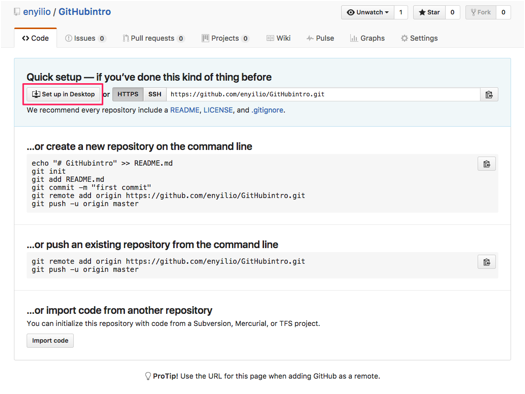 enyilio / GitHubintro
Unwatch 1 Star 0 Fork 0
Code Issues 0 Pull requests 0 Projects 0 Wiki Pulse Graphs Settings
Quick setup — if you've done this kind of thing before
Set up in Desktop or HTTPS SSH https://github.com/enyilio/GitHubintro.git
We recommend every repository include a README, LICENSE, and .gitignore.
...or create a new repository on the command line
echo "# GitHubintro" >> README.md
git init
git add README.md
git commit -m "first commit"
git remote add origin https://github.com/enyilio/GitHubintro.git
git push -u origin master
...or push an existing repository from the command line
git remote add origin https://github.com/enyilio/GitHubintro.git
git push -u origin master
...or import code from another repository
You can initialize this repository with code from a Subversion, Mercurial, or TFS project.
Import code
ProTip! Use the URL for this page when adding GitHub as a remote.